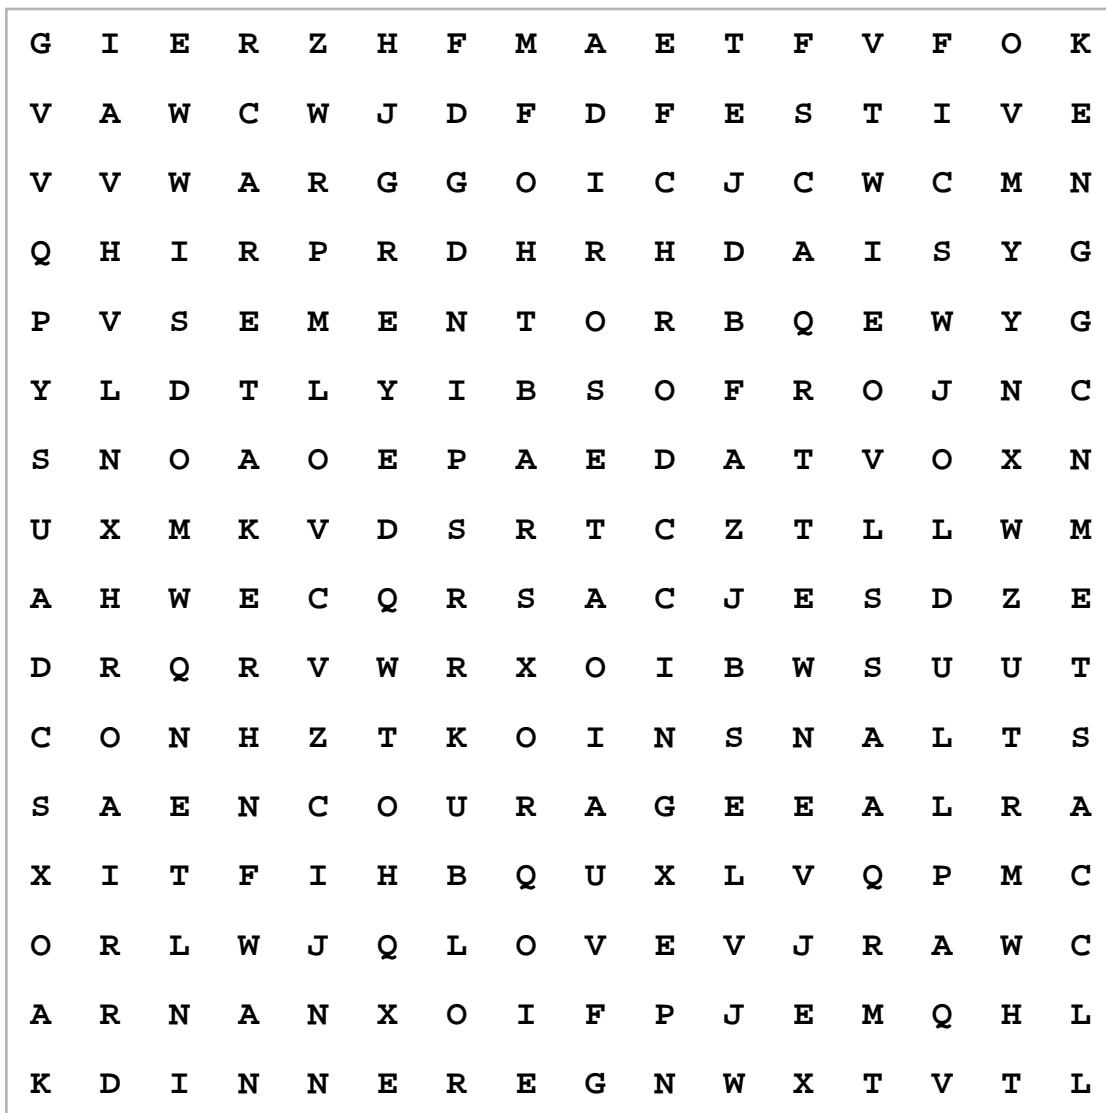 G I E R Z H F M A E T F V F O K
V A W C W J D F D F E S T I V E
V V W A R G G O I C J C W C M N
Q H I R P R D H R H D A I S Y G
P V S E M E N T O R B Q E W Y G
Y L D T L Y I B S O F R O J N C
S N O A O E P A E D A T V O X N
U X M K V D S R T C Z T L L W M
A H W E C Q R S A C J E S D Z E
D R Q R V W R X O I B W S U U T
C O N H Z T K O I N S N A L T S
S A E N C O U R A G E E A L R A
X I T F I H B Q U X L V Q P M C
O R L W J Q L O V E V J R A W C
A R N A N X O I F P J E M Q H L
K D I N N E R E G N W X T V T L